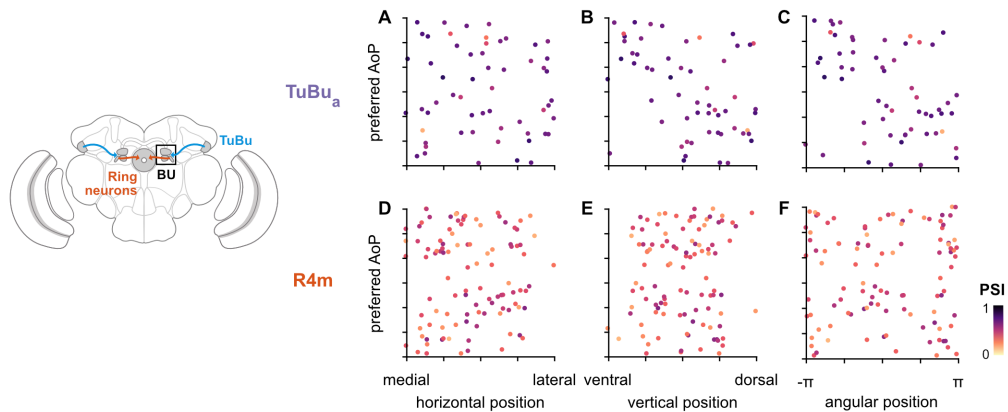 A
B
C
preferred AoP
TuBua
TuBu
BU
Ring
neurons
D
E
F
preferred AoP
R4m
PSI
1
0
medial
lateral
ventral
dorsal
-π
π
horizontal position
vertical position
angular position